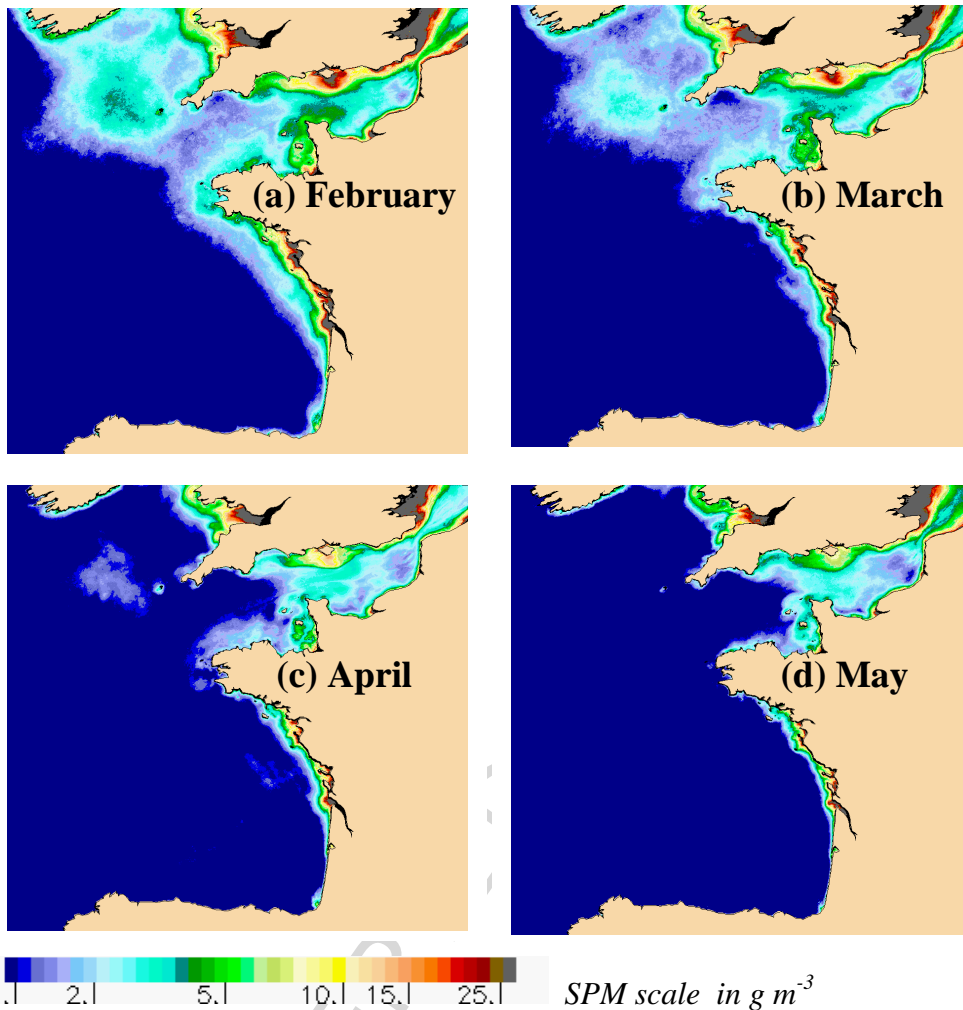 (a) February
(b) March
(c) April
(d) May
2. 5. 10. 15. 25.
SPM scale in g m⁻³